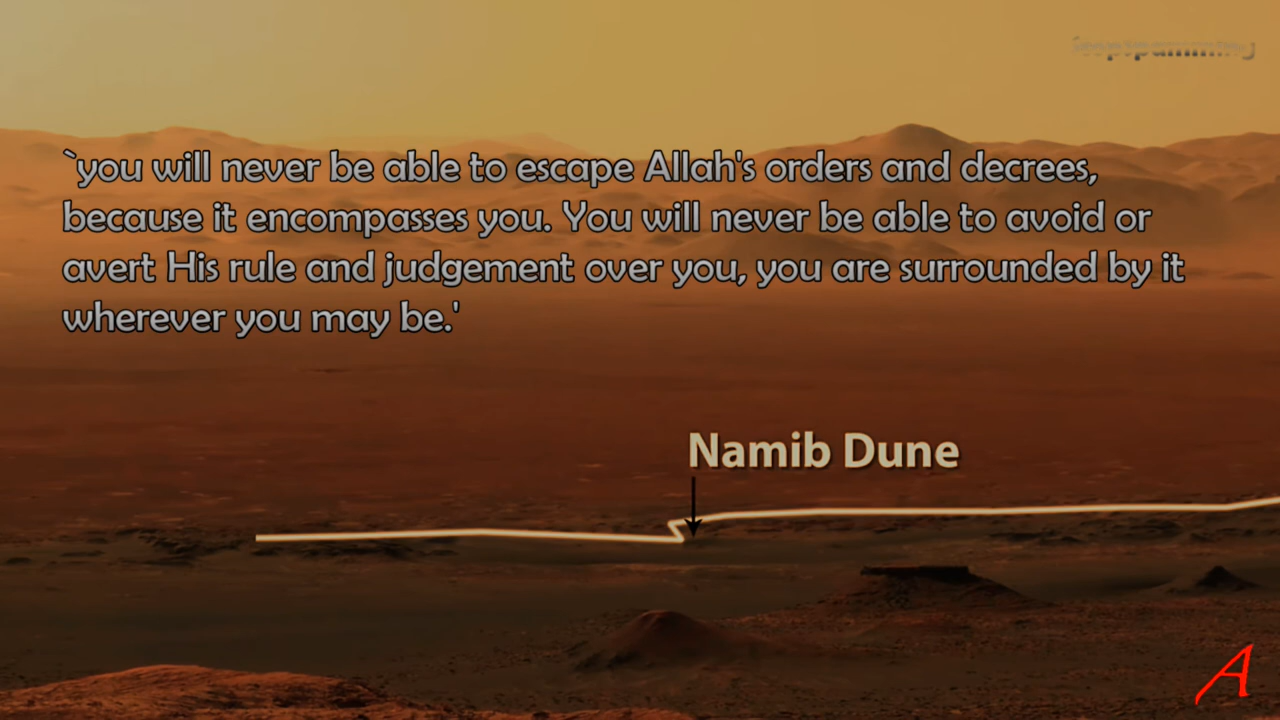 `you will never be able to escape Allah's orders and decrees,
because it encompasses you. You will never be able to avoid or
avert His rule and judgement over you, you are surrounded by it
wherever you may be.'
Namib Dune
A